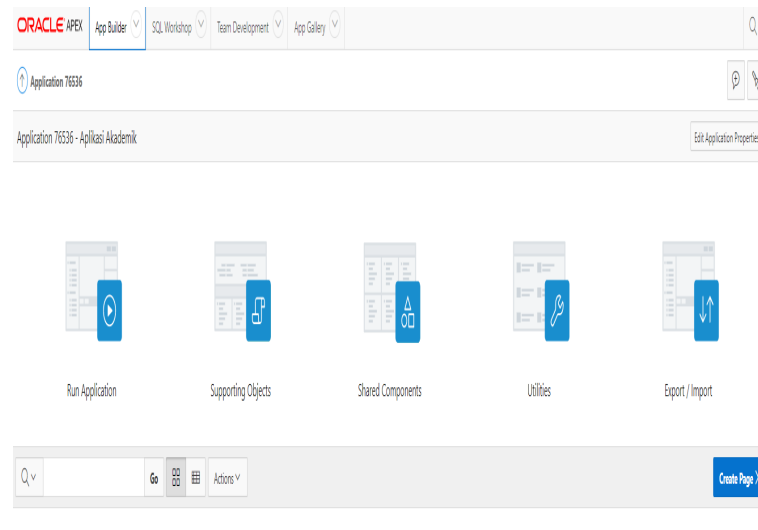 ORACLE APEX App Builder SQL Workshop Team Development App Gallery
Application 76536
Application 76536 - Aplikasi Akademik Edit Application Properties
Run Application Supporting Objects Shared Components Utilities Export / Import
Go Actions Create Page